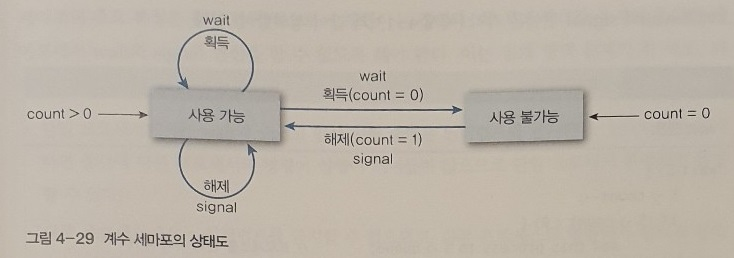 wait
획득
wait
획득(count = 0)
count > 0
사용 가능
사용 불가능
count = 0
해제(count = 1)
signal
해제
signal
그림 4-29 계수 세마포의 상태도